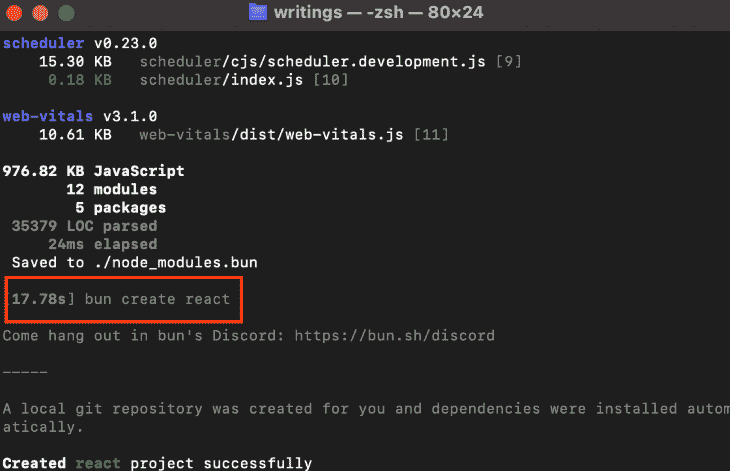 writings — -zsh — 80×24
scheduler v0.23.0
15.30 KB scheduler/cjs/scheduler.development.js [9]
0.18 KB scheduler/index.js [10]
web-vitals v3.1.0
10.61 KB web-vitals/dist/web-vitals.js [11]
976.82 KB JavaScript
12 modules
5 packages
35379 LOC parsed
24ms elapsed
Saved to ./node_modules.bun
[17.78s] bun create react
Come hang out in bun's Discord: https://bun.sh/discord
-----
A local git repository was created for you and dependencies were installed autom
atically.
Created react project successfully